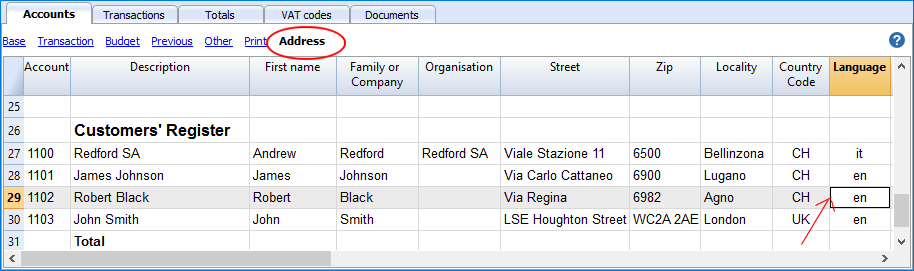 Accounts Transactions Totals VAT codes Documents
Base Transaction Budget Previous Other Print Address ?
Account Description First name Family or Company Organisation Street Zip Locality Country Code Language
25
26 Customers' Register
27 1100 Redford SA Andrew Redford Redford SA Viale Stazione 11 6500 Bellinzona CH it
28 1101 James Johnson James Johnson Via Carlo Cattaneo 6900 Lugano CH en
29 1102 Robert Black Robert Black Via Regina 6982 Agno CH en
30 1103 John Smith John Smith LSE Houghton Street WC2A 2AE London UK en
31 Total